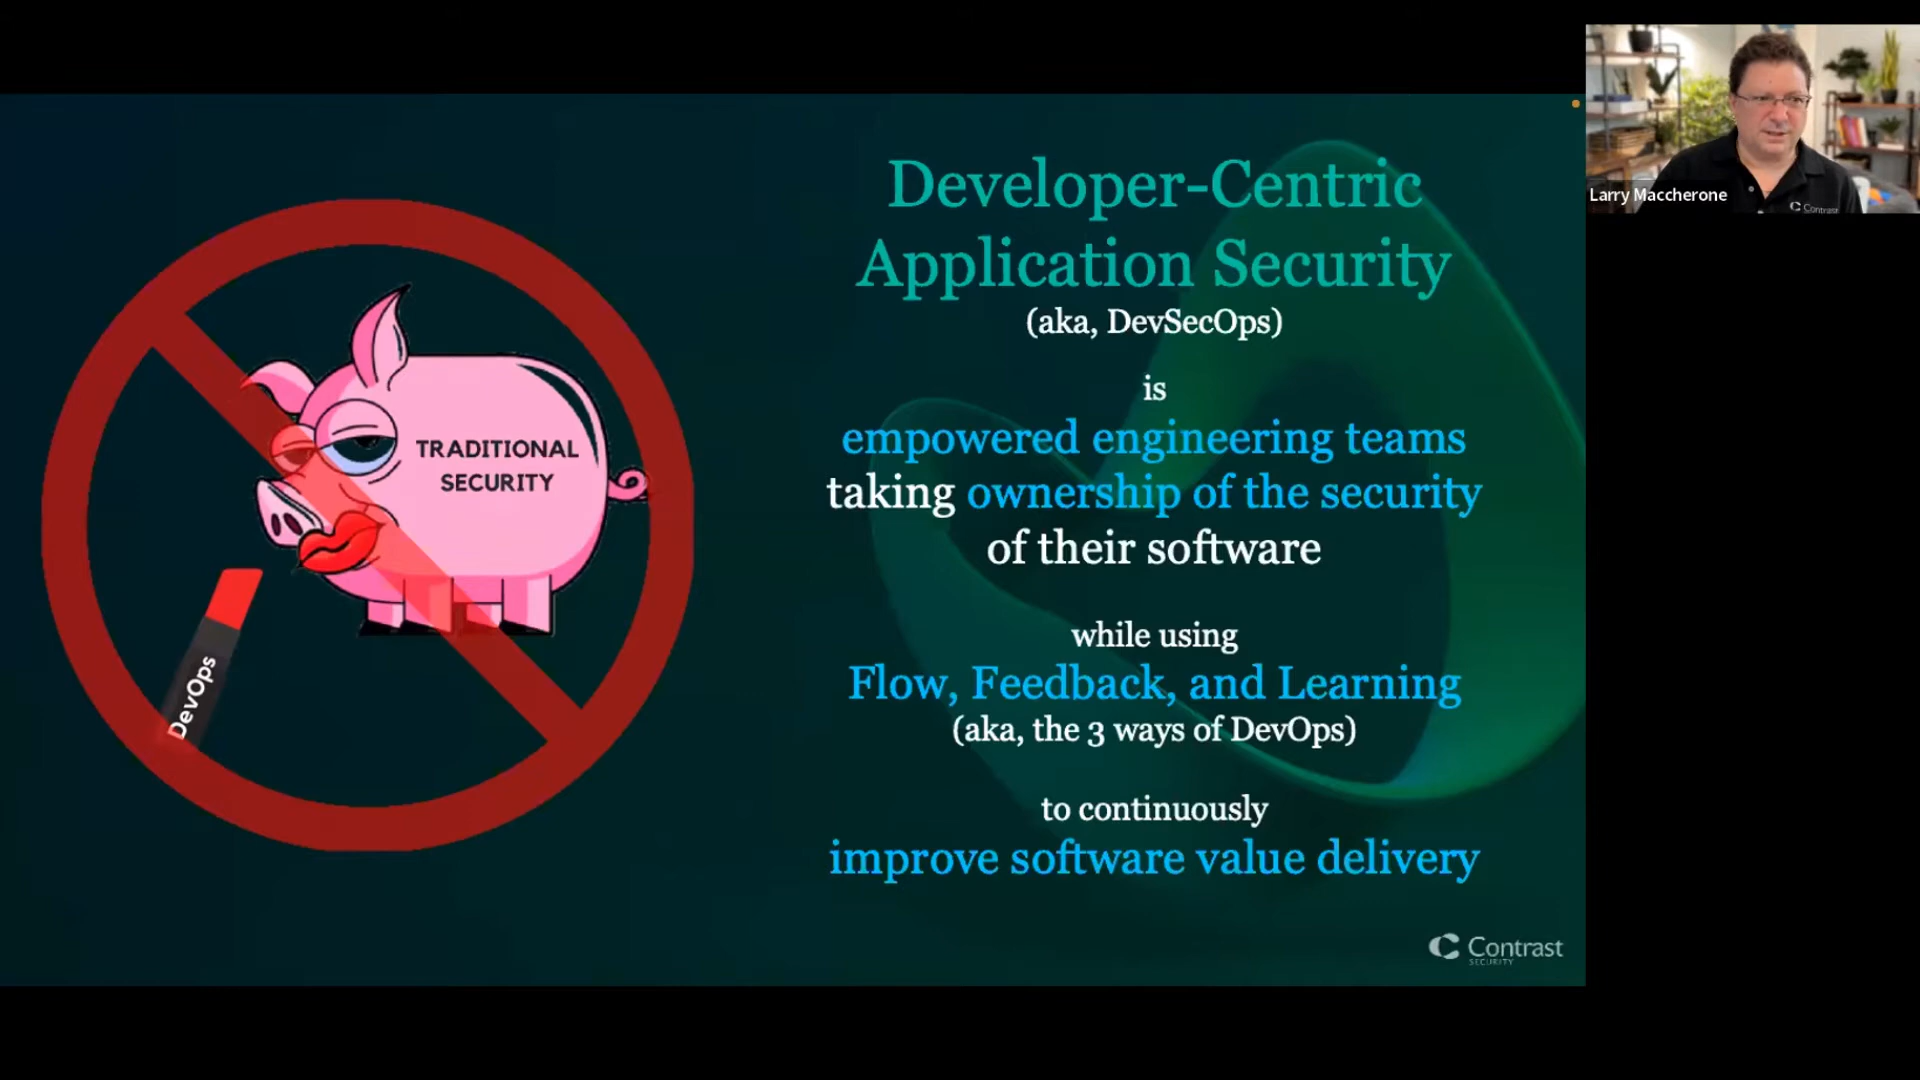 Developer-Centric
Application Security
(aka, DevSecOps)
is
empowered engineering teams
taking ownership of the security
of their software
while using
Flow, Feedback, and Learning
(aka, the 3 ways of DevOps)
to continuously
improve software value delivery
TRADITIONAL
SECURITY
DevOps
Contrast
SECURITY
Larry Maccherone
Contrast